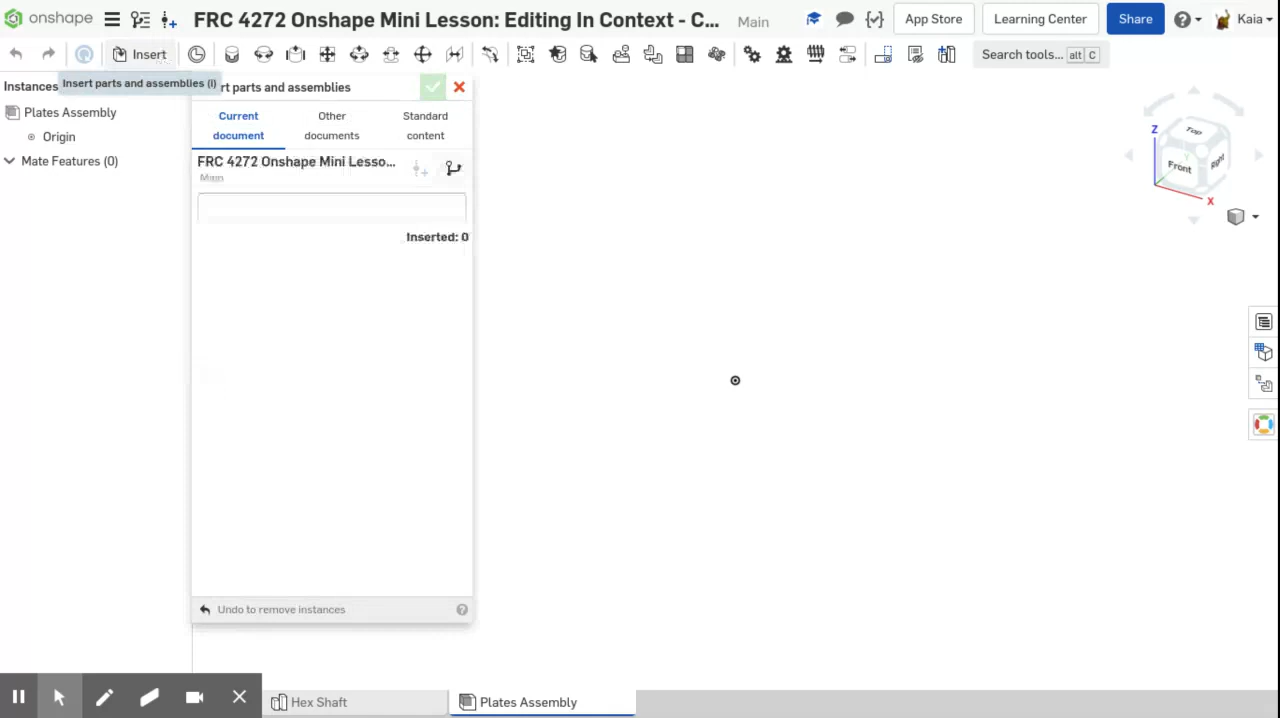 onshape
FRC 4272 Onshape Mini Lesson: Editing In Context - C...
Main
App Store
Learning Center
Share
Kaia
Insert
Search tools...
alt
C
Instances
Insert parts and assemblies (i)
rt parts and assemblies
Plates Assembly
Origin
Mate Features (0)
Current document
Other documents
Standard content
FRC 4272 Onshape Mini Lesso...
Main
Inserted: 0
Undo to remove instances
Top
Front
Right
Z
X
Hex Shaft
Plates Assembly